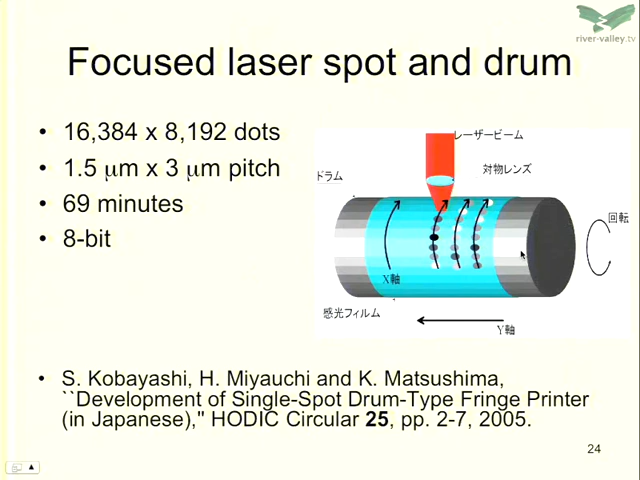 river-valley.tv
Focused laser spot and drum
• 16,384 x 8,192 dots
• 1.5 μm x 3 μm pitch
• 69 minutes
• 8-bit
レーザービーム
対物レンズ
ドラム
回転
X軸
感光フィルム
Y軸
• S. Kobayashi, H. Miyauchi and K. Matsushima,
``Development of Single-Spot Drum-Type Fringe Printer
(in Japanese),'' HODIC Circular 25, pp. 2-7, 2005.
24